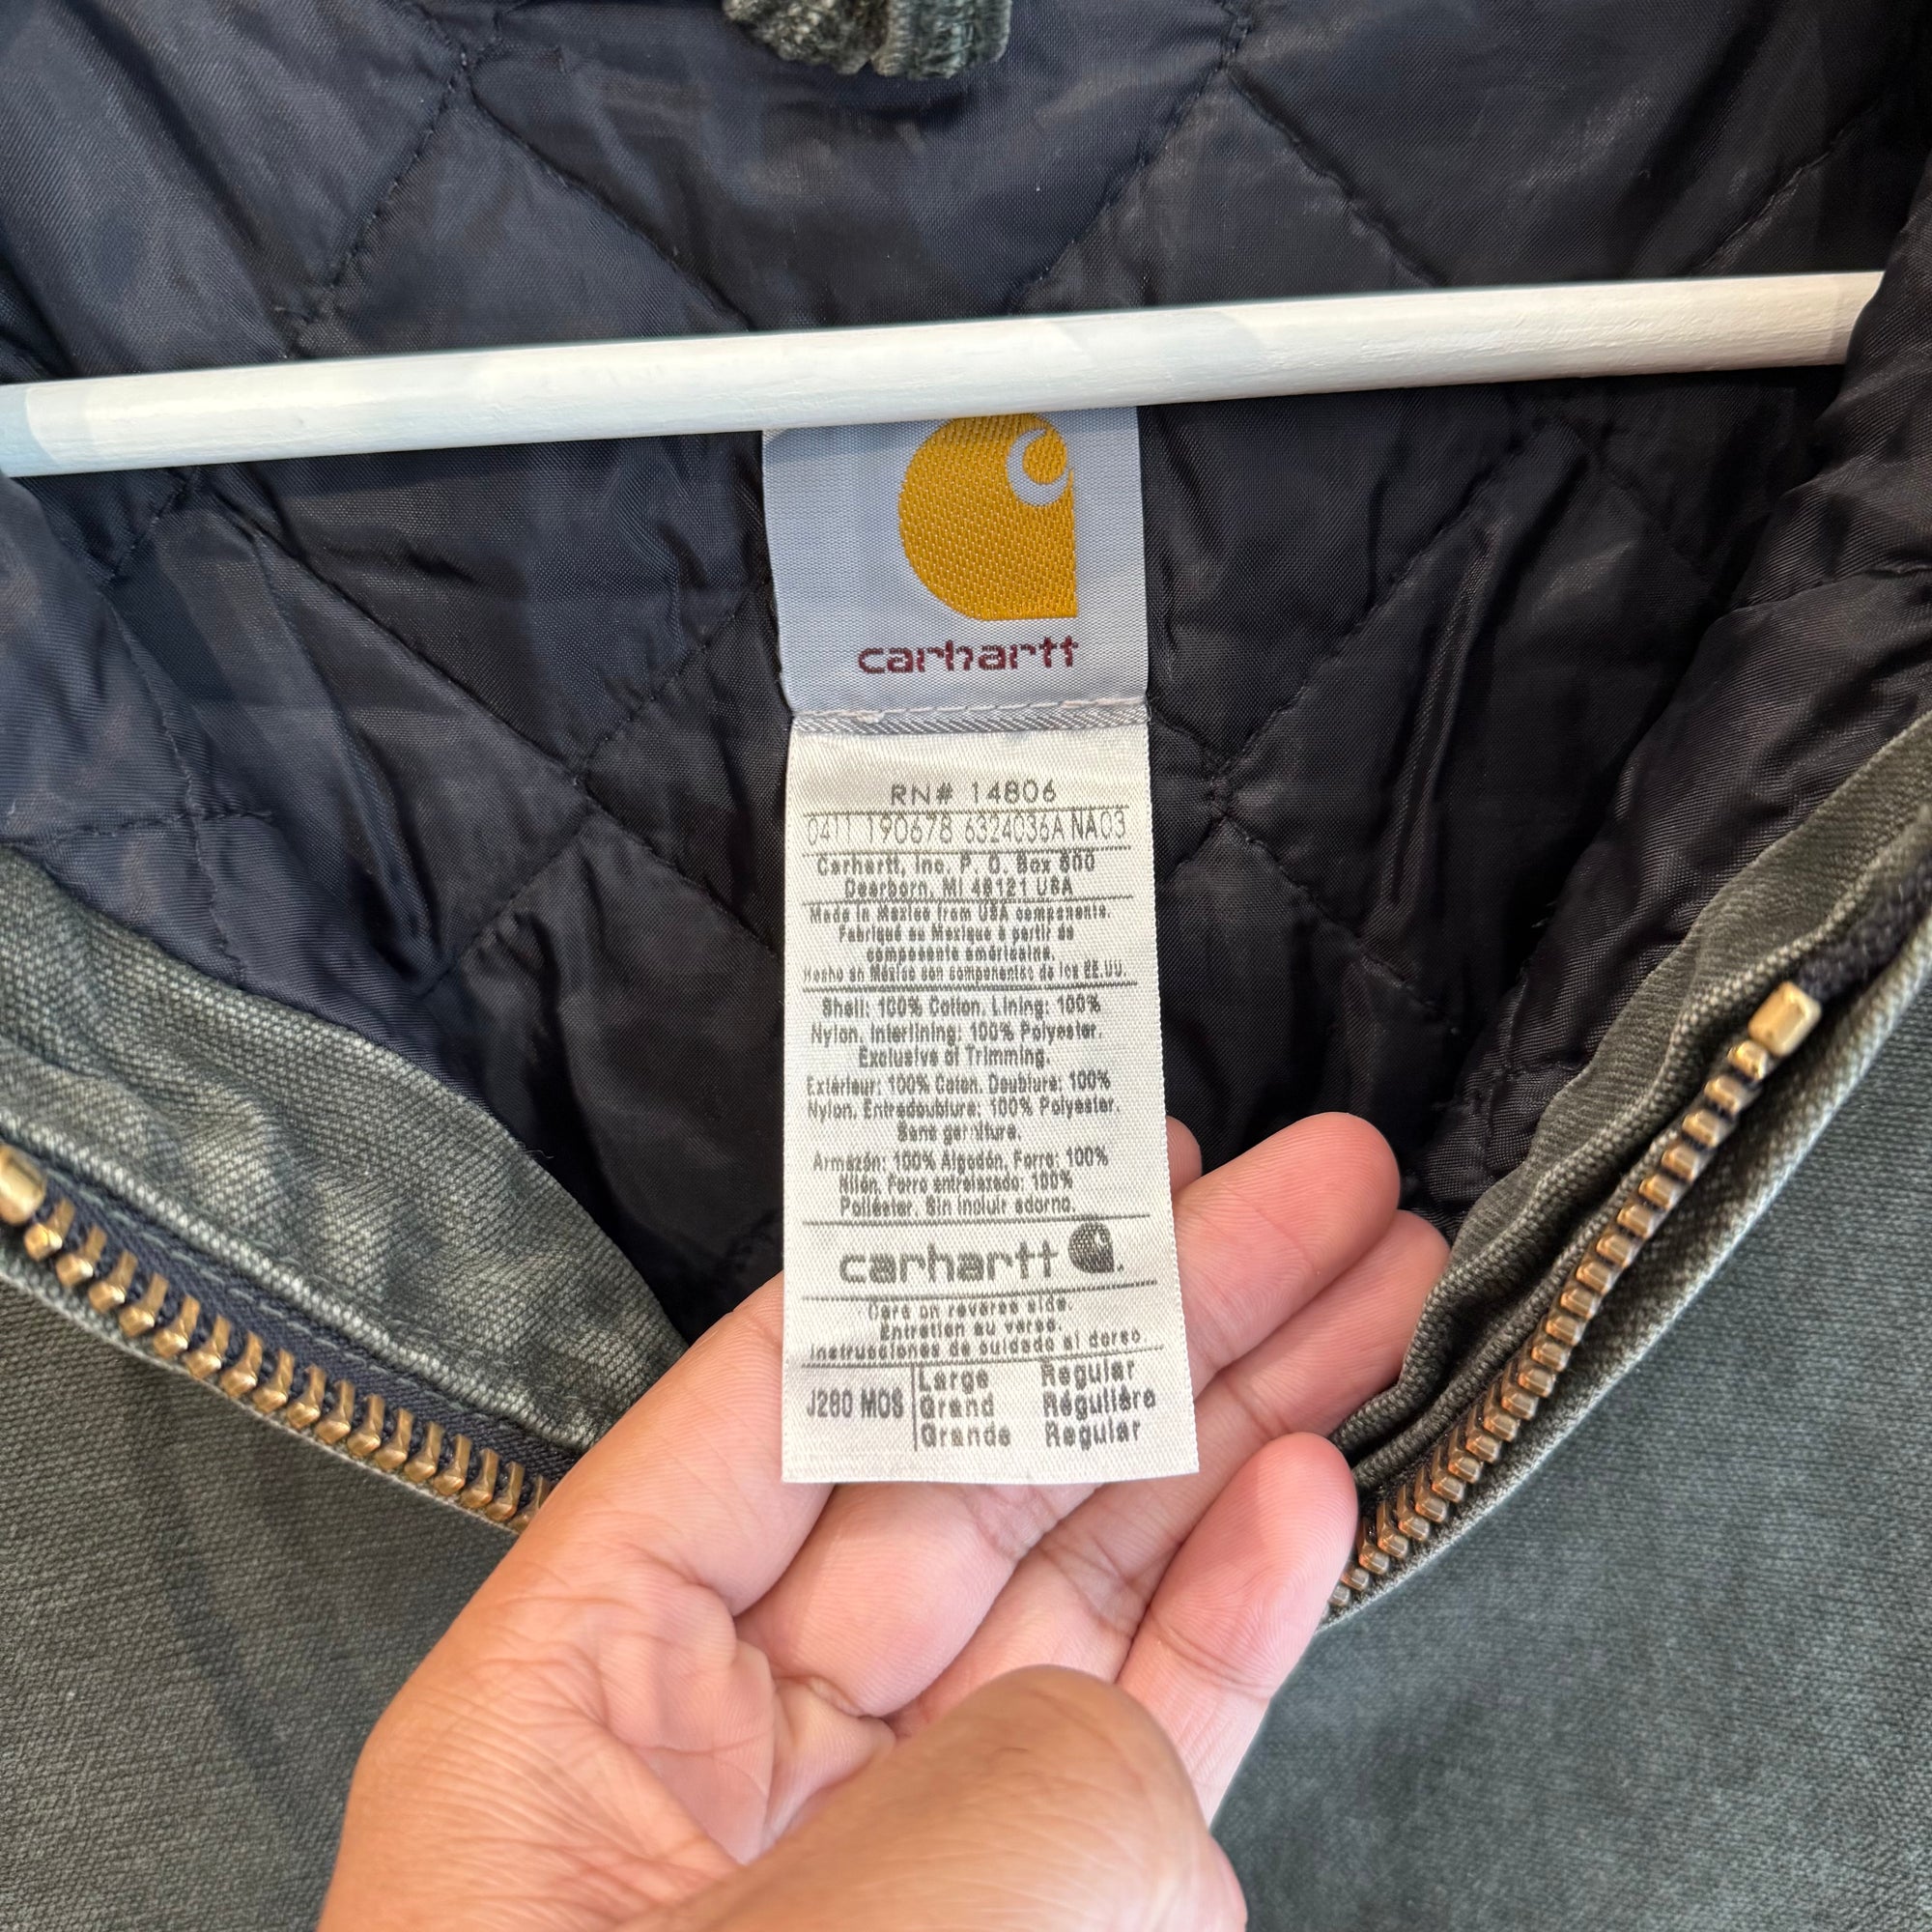 carhartt
RN# 14806
0411 190678 6324036A NA03
Carhartt, Inc. P. O. Box 600
Dearborn, MI 48121 USA
Made in Mexico from USA components.
Fabriqué au Mexique à partir de
composants américains.
Hecho en México con componentes de los EE.UU.
Shell: 100% Cotton, Lining: 100%
Nylon, Interlining: 100% Polyester.
Exclusive of Trimming.
Extérieur: 100% Coton, Doublure: 100%
Nylon, Entredoublure: 100% Polyester.
Sans garniture.
Armazón: 100% Algodón, Forro: 100%
Nilón, Forro entrelazado: 100%
Poliéster. Sin incluir adorno.
carhartt
Care on reverse side.
Entretien au verso.
Instrucciones de cuidado al dorso
J280 MOS
Large Regular
Grand Régulière
Grande Regular